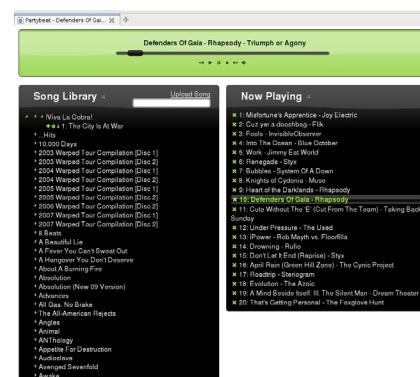 Partybeat - Defenders Of Gai...
Defenders Of Gaia - Rhapsody - Triumph or Agony
Song Library
Upload Song
!Viva La Cobra!
1: The City Is At War
...Hits
10,000 Days
2003 Warped Tour Compilation [Disc 1]
2003 Warped Tour Compilation [Disc 2]
2004 Warped Tour Compilation [Disc 1]
2004 Warped Tour Compilation [Disc 2]
2005 Warped Tour Compilation [Disc 1]
2005 Warped Tour Compilation [Disc 2]
2006 Warped Tour Compilation [Disc 2]
2007 Warped Tour Compilation [Disc 1]
2007 Warped Tour Compilation [Disc 2]
8 Beats
A Beautiful Lie
A Fever You Can't Sweat Out
A Hangover You Don't Deserve
About A Burning Fire
Absolution
Absolution (New 09 Version)
Advances
All Gas. No Brake
The All-American Rejects
Angles
Animal
ANThology
Appetite For Destruction
Audioslave
Avenged Sevenfold
Awake
Now Playing
1: Misfortune's Apprentice - Joy Electric
2: Cuz yer a dooshbag - Flik
3: Fools - InvisibleObserver
4: Into The Ocean - Blue October
5: Work - Jimmy Eat World
6: Renegade - Styx
7: Bubbles - System Of A Down
8: Knights of Cydonia - Muse
9: Heart of the Darklands - Rhapsody
10: Defenders Of Gaia - Rhapsody
11: Cute Without The 'E' (Cut From The Team) - Taking Back
Sunday
12: Under Pressure - The Used
13: iPower - Rob Mayth vs. Floorfilla
14: Drowning - Rufio
15: Don't Let It End (Reprise) - Styx
16: April Rain (Green Hill Zone) - The Cynic Project
17: Roadtrip - Steriogram
18: Evolution - The Azoic
19: A Mind Beside Itself: III. The Silent Man - Dream Theater
20: That's Getting Personal - The Foxglove Hunt